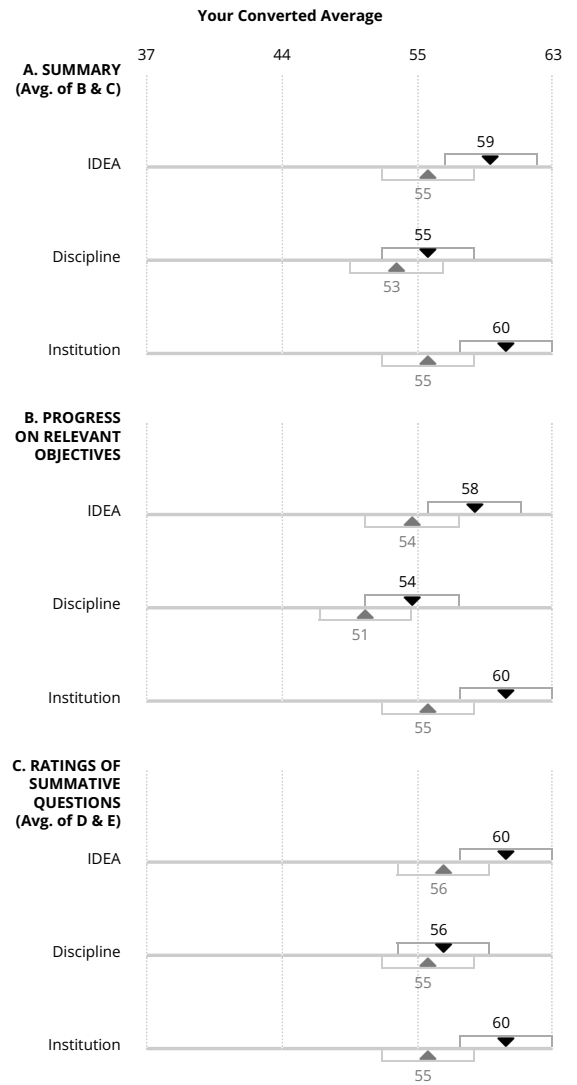 Your Converted Average
37 44 55 63
A. SUMMARY
(Avg. of B & C)
59
IDEA
55
55
Discipline
53
60
Institution
55
B. PROGRESS
ON RELEVANT
OBJECTIVES
58
IDEA
54
54
Discipline
51
60
Institution
55
C. RATINGS OF
SUMMATIVE
QUESTIONS
(Avg. of D & E)
60
IDEA
56
56
Discipline
55
60
Institution
55